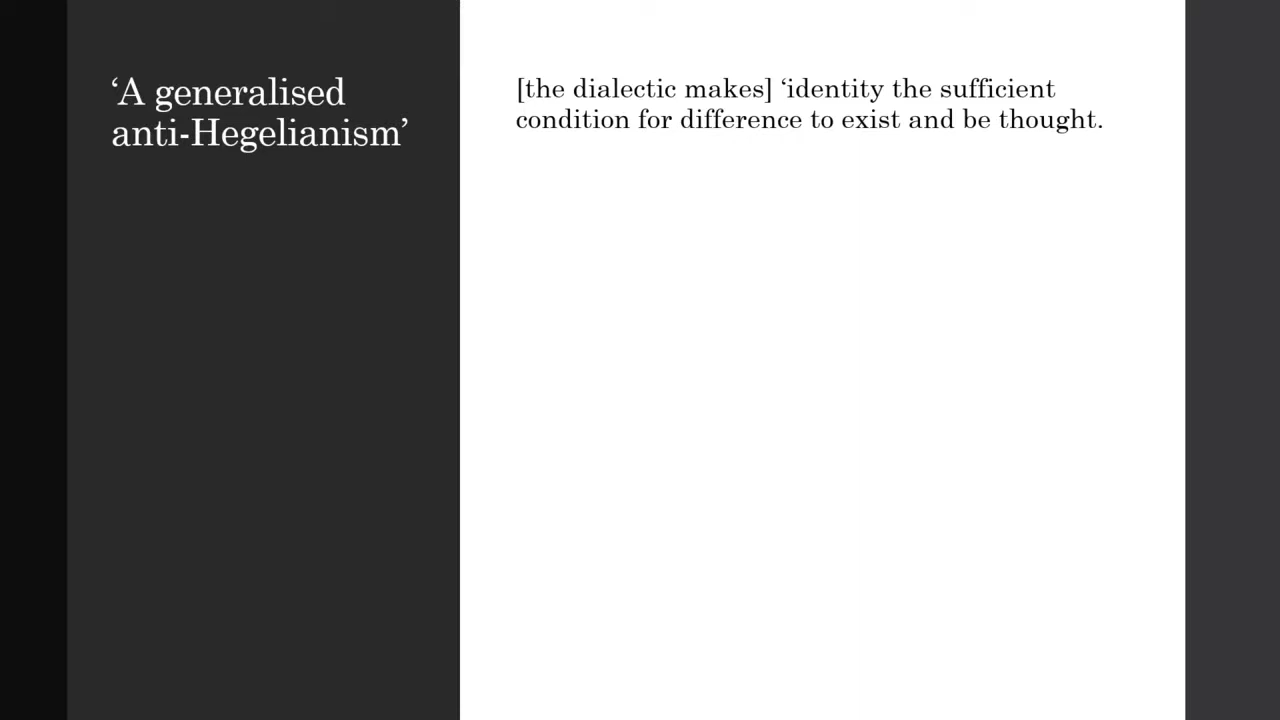 ‘A generalised
anti-Hegelianism’
[the dialectic makes] ‘identity the sufficient
condition for difference to exist and be thought.